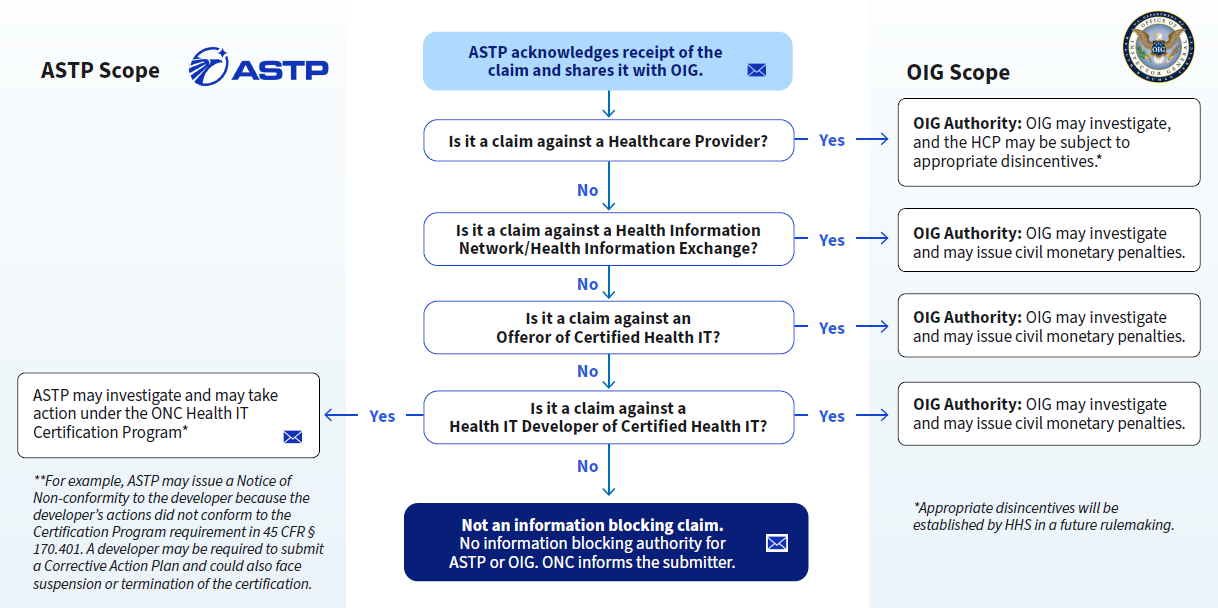 ASTP Scope
ASTP
ASTP acknowledges receipt of the
claim and shares it with OIG.
OIG Scope
OIG
Is it a claim against a Healthcare Provider?
Yes
OIG Authority: OIG may investigate,
and the HCP may be subject to
appropriate disincentives.*
No
Is it a claim against a Health Information
Network/Health Information Exchange?
Yes
OIG Authority: OIG may investigate
and may issue civil monetary penalties.
No
Is it a claim against an
Offeror of Certified Health IT?
Yes
OIG Authority: OIG may investigate
and may issue civil monetary penalties.
No
ASTP may investigate and may take
action under the ONC Health IT
Certification Program*
Yes
Is it a claim against a
Health IT Developer of Certified Health IT?
Yes
OIG Authority: OIG may investigate
and may issue civil monetary penalties.
No
**For example, ASTP may issue a Notice of
Non-conformity to the developer because the
developer's actions did not conform to the
Certification Program requirement in 45 CFR §
170.401. A developer may be required to submit
a Corrective Action Plan and could also face
suspension or termination of the certification.
Not an information blocking claim.
No information blocking authority for
ASTP or OIG. ONC informs the submitter.
*Appropriate disincentives will be
established by HHS in a future rulemaking.